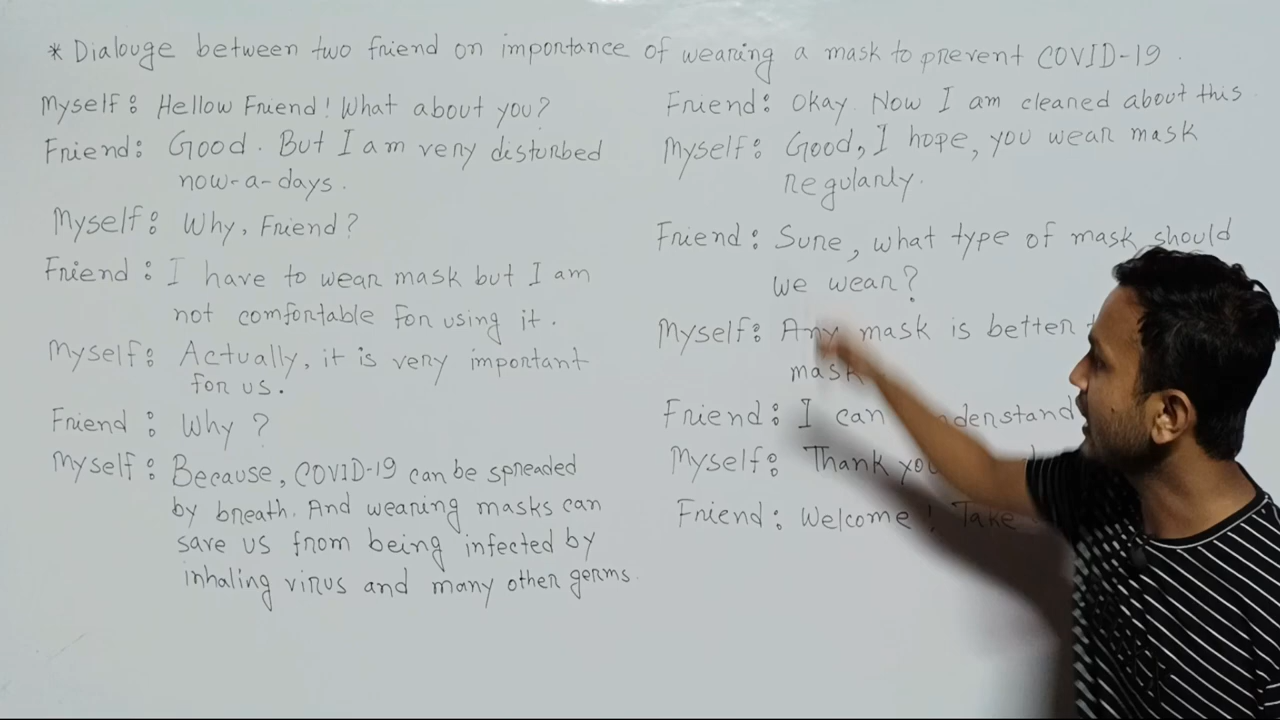 * Dialouge between two friend on importance of wearing a mask to prevent COVID-19.
Myself: Hellow Friend! What about you?
Friend: Good. But I am very disturbed
now-a-days.
Myself: Why, Friend?
Friend: I have to wear mask but I am
not comfortable for using it.
Myself: Actually, it is very important
for us.
Friend: Why?
Myself: Because, COVID-19 can be spreaded
by breath. And wearing masks can
save us from being infected by
inhaling virus and many other germs.
Friend: Okay. Now I am cleaned about this
Myself: Good, I hope, you wear mask
regularly.
Friend: Sure, what type of mask should
we wear?
Myself: Any mask is better
mask
Friend: I can understand
Myself: Thank you
Friend: Welcome! Take